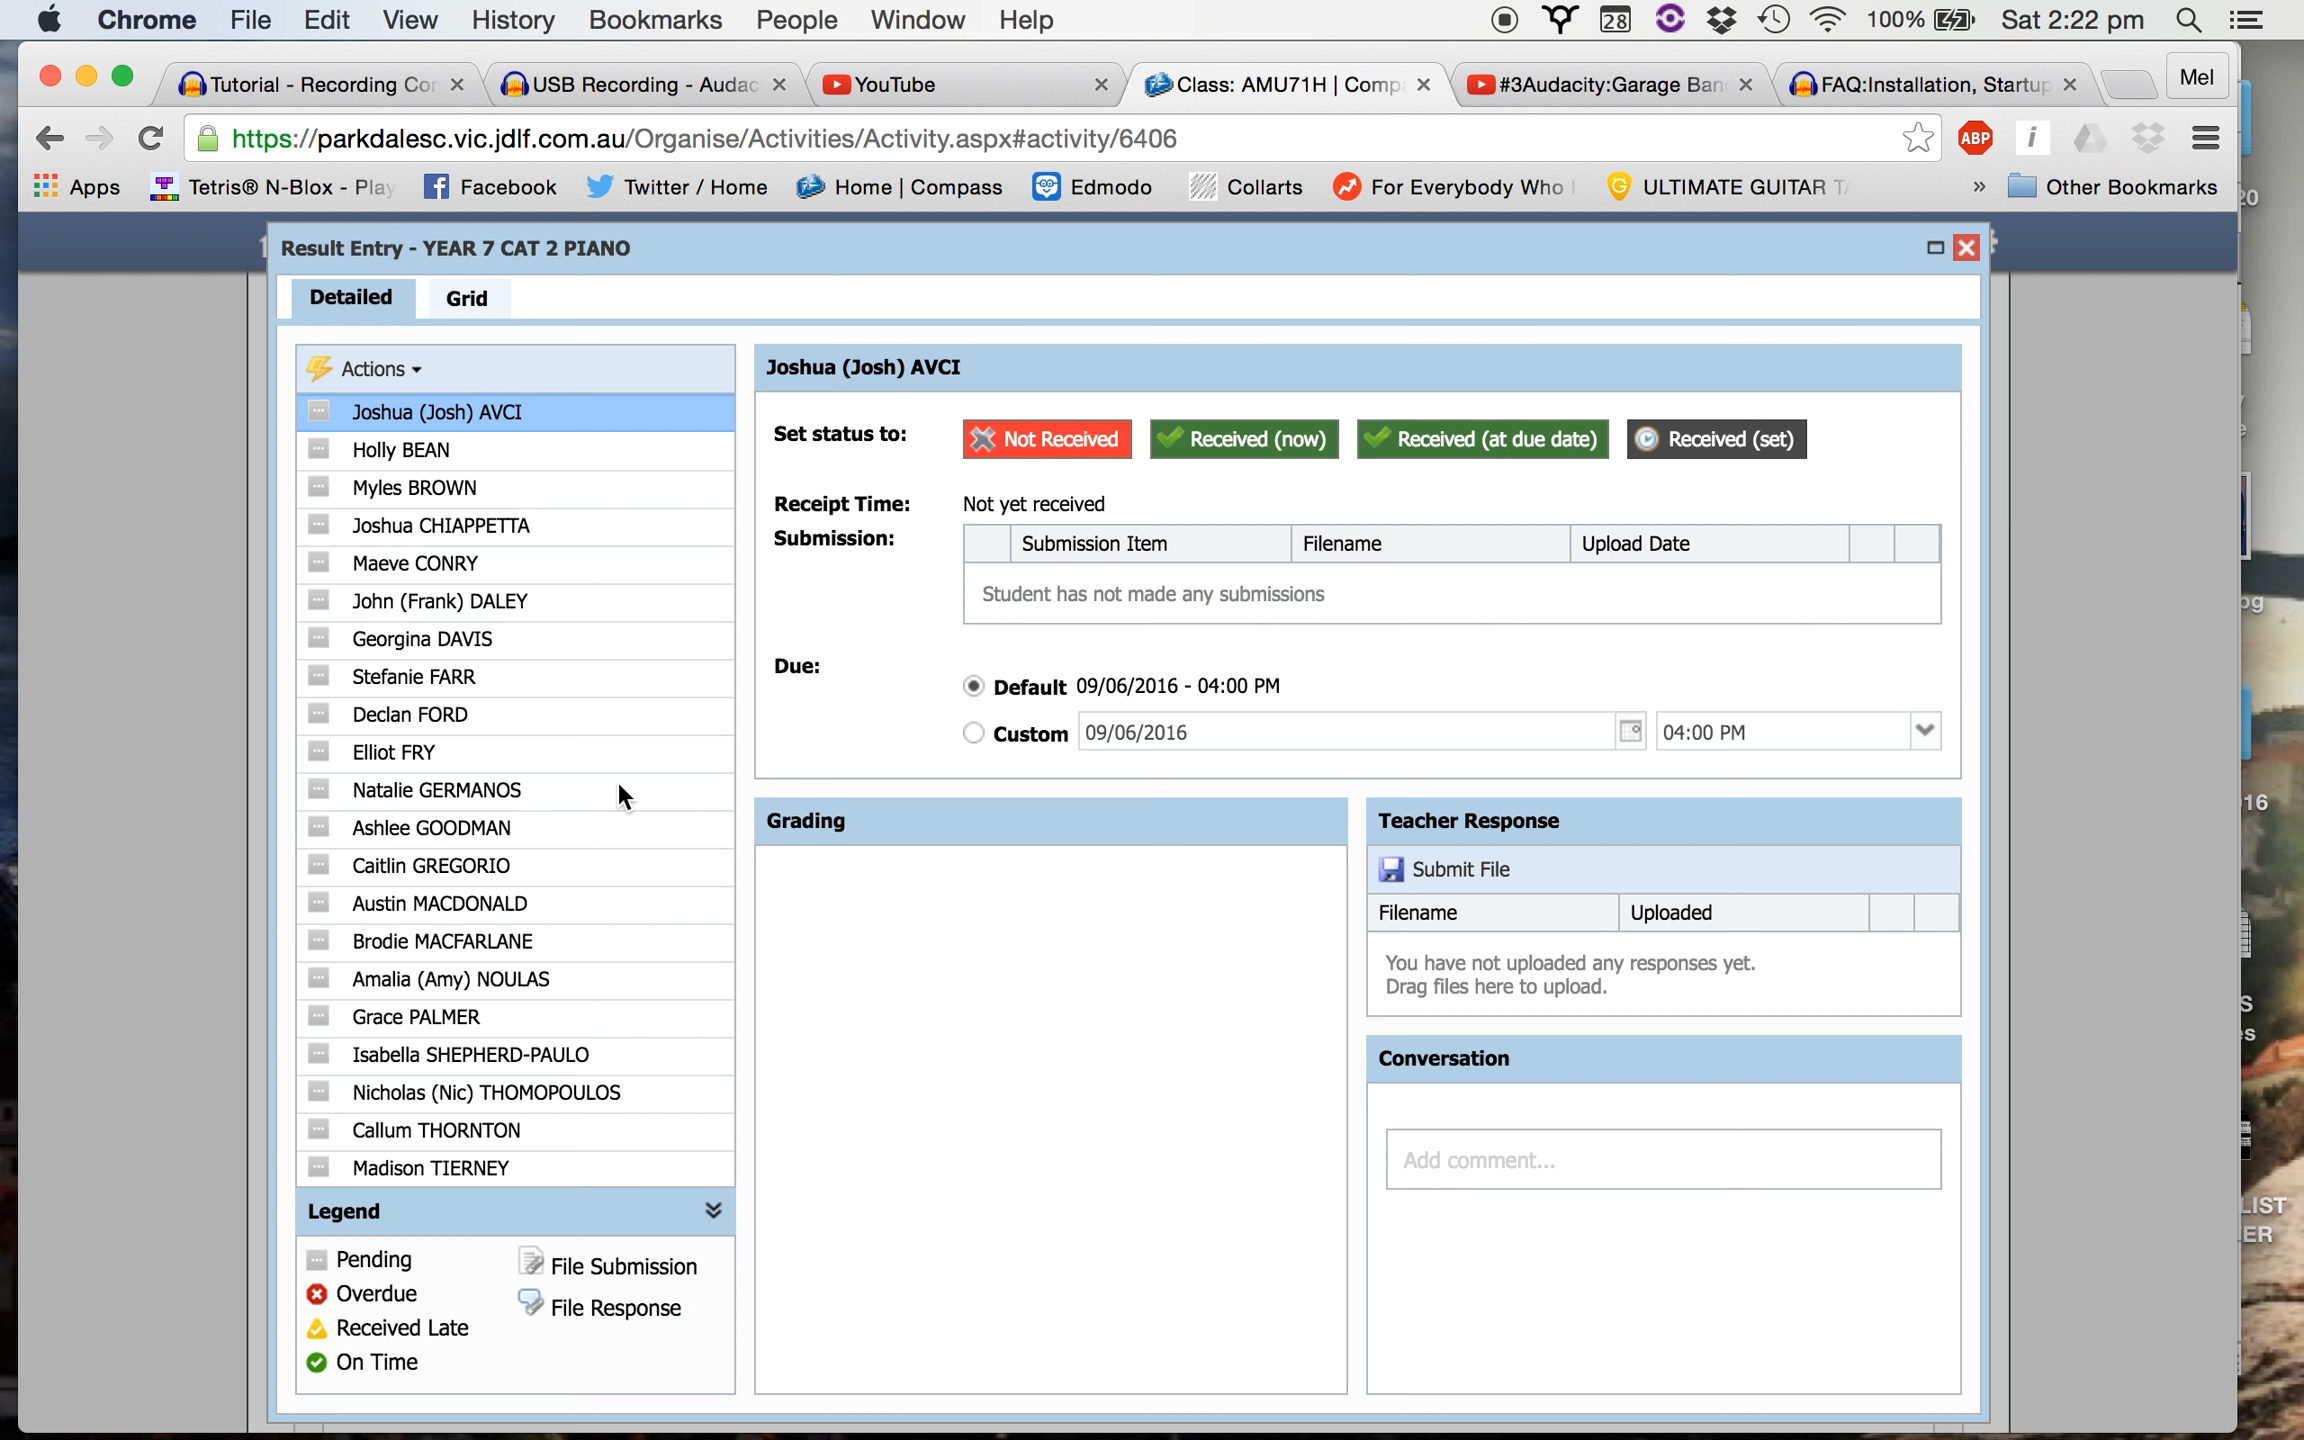 Chrome File Edit View History Bookmarks People Window Help 28 100% Sat 2:22 pm
Tutorial - Recording Co USB Recording - Audac YouTube Class: AMU71H | Comp #3Audacity:Garage Ban FAQ:Installation, Startup Mel
https://parkdalesc.vic.jdlf.com.au/Organise/Activities/Activity.aspx#activity/6406 ABP i
Apps Tetris® N-Blox - Play Facebook Twitter / Home Home | Compass Edmodo Collarts For Everybody Who ULTIMATE GUITAR TA » Other Bookmarks
Result Entry - YEAR 7 CAT 2 PIANO
Detailed Grid
Actions
Joshua (Josh) AVCI
Holly BEAN
Myles BROWN
Joshua CHIAPPETTA
Maeve CONRY
John (Frank) DALEY
Georgina DAVIS
Stefanie FARR
Declan FORD
Elliot FRY
Natalie GERMANOS
Ashlee GOODMAN
Caitlin GREGORIO
Austin MACDONALD
Brodie MACFARLANE
Amalia (Amy) NOULAS
Grace PALMER
Isabella SHEPHERD-PAULO
Nicholas (Nic) THOMOPOULOS
Callum THORNTON
Madison TIERNEY
Legend
Pending
Overdue
Received Late
On Time
File Submission
File Response
Joshua (Josh) AVCI
Set status to: Not Received Received (now) Received (at due date) Received (set)
Receipt Time: Not yet received
Submission: Submission Item Filename Upload Date
Student has not made any submissions
Due:
Default 09/06/2016 - 04:00 PM
Custom 09/06/2016 04:00 PM
Grading
Teacher Response
Submit File
Filename Uploaded
You have not uploaded any responses yet.
Drag files here to upload.
Conversation
Add comment...
20
pg
16
S
es
LIST
ER